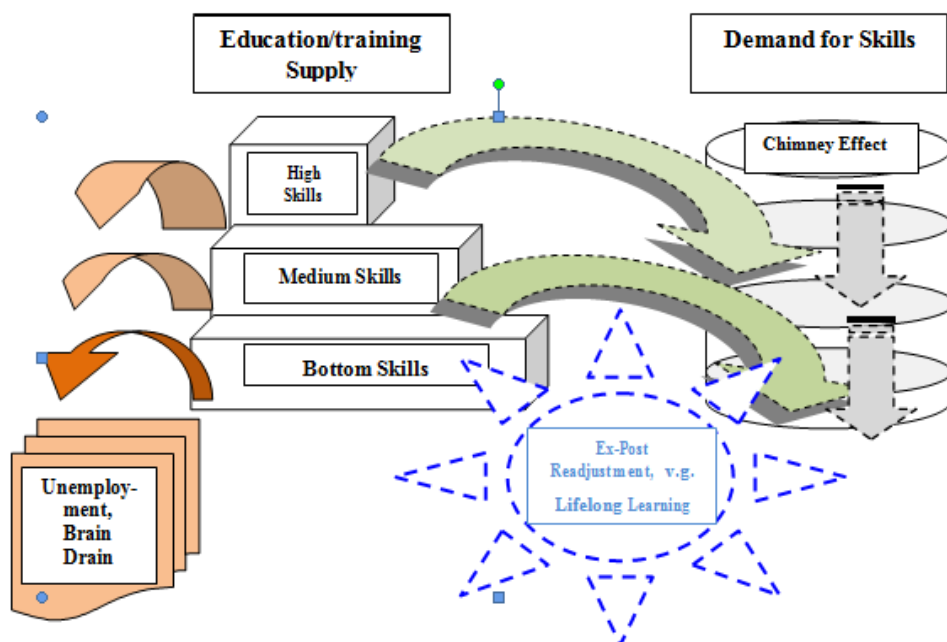 Education/training
Supply
Demand for Skills
Chimney Effect
High
Skills
Medium Skills
Bottom Skills
Unemploy-
ment,
Brain
Drain
Ex-Post
Readjustment, v.g.
Lifelong Learning